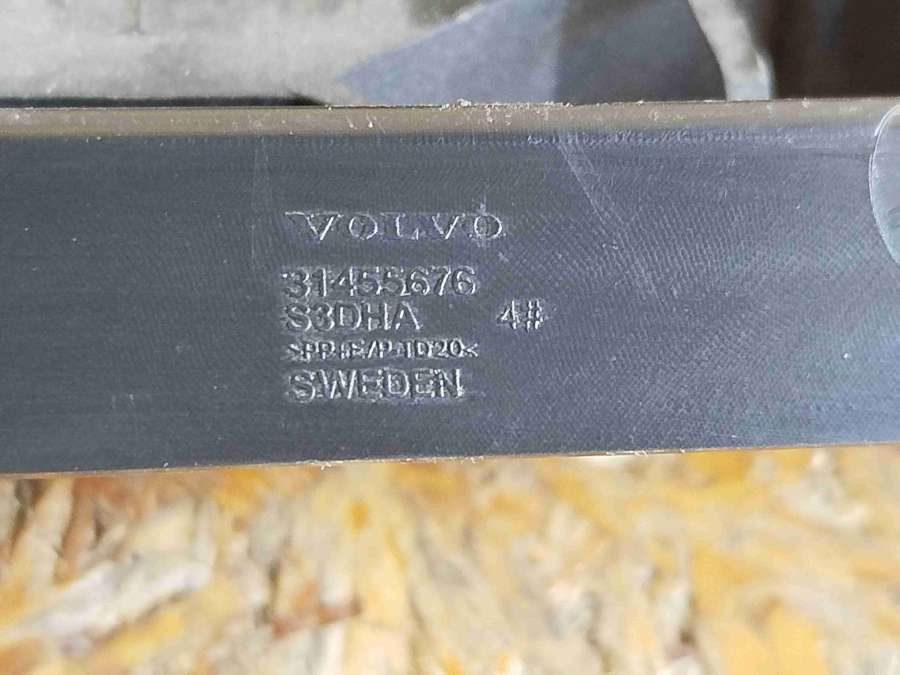 VOLVO
31455676
S3DHA 4#
>PP+E/P-TD20<
SWEDEN